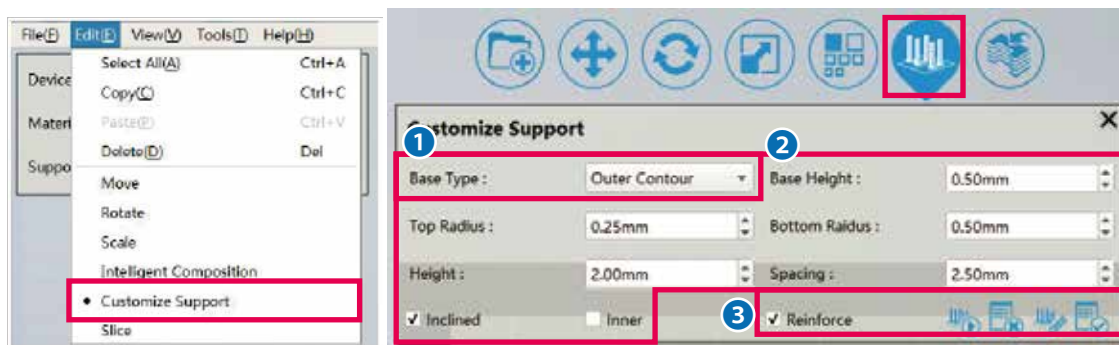 File(F) Edit(E) View(V) Tools(T) Help(H)
Select All(A) Ctrl+A
Device
Copy(C) Ctrl+C
Materi
Paste(P) Ctrl+V
Delete(D) Del
Suppo
Move
Rotate
Scale
Intelligent Composition
Customize Support
Slice
Customize Support
1
2
Base Type : Outer Contour Base Height : 0.50mm
Top Radius : 0.25mm Bottom Raidus : 0.50mm
Height : 2.00mm Spacing : 2.50mm
Inclined Inner 3 Reinforce